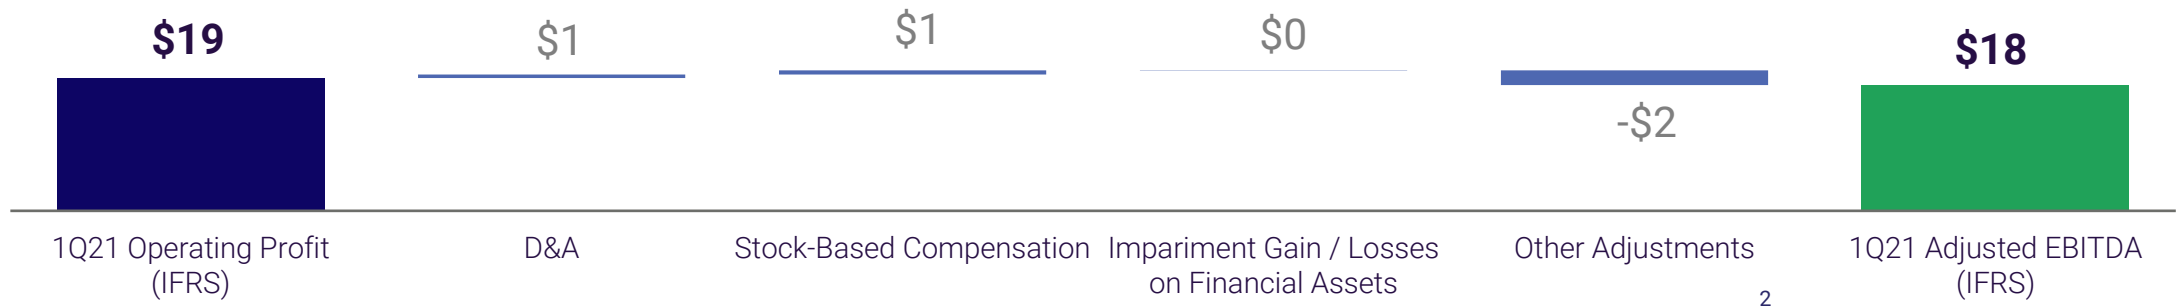 $19
$1
$1
$0
-$2
$18
1Q21 Operating Profit
(IFRS)
D&A
Stock-Based Compensation
Impariment Gain / Losses
on Financial Assets
Other Adjustments
1Q21 Adjusted EBITDA
(IFRS)
2